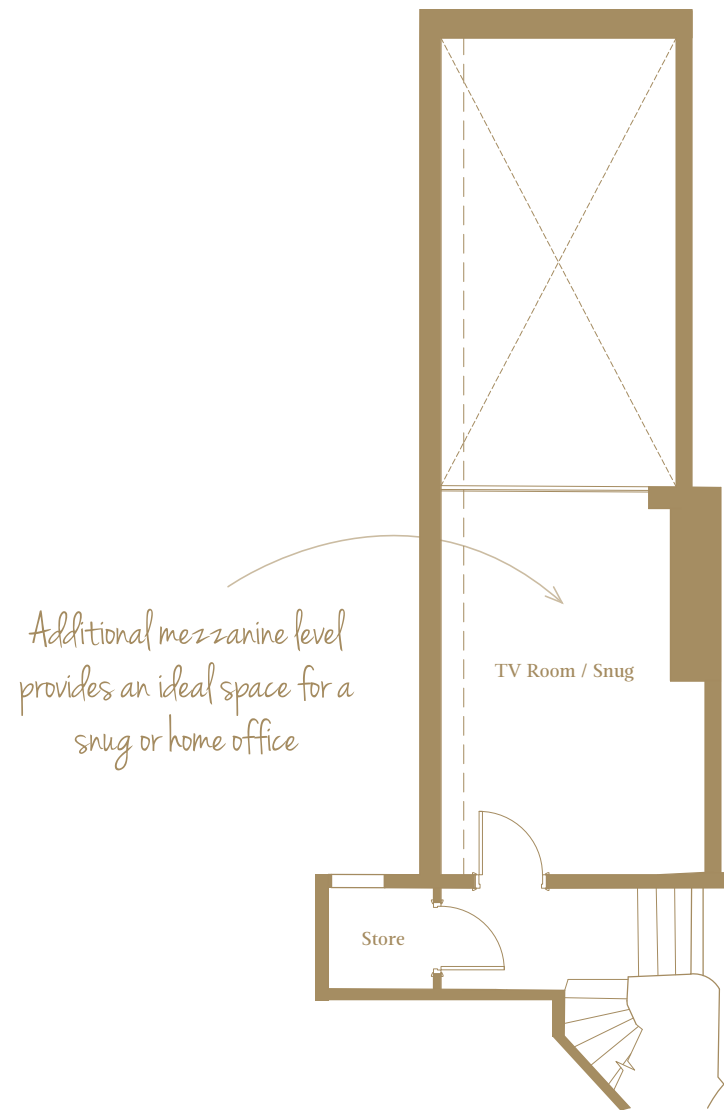 Additional mezzanine level
provides an ideal space for a
snug or home office
TV Room / Snug
Store